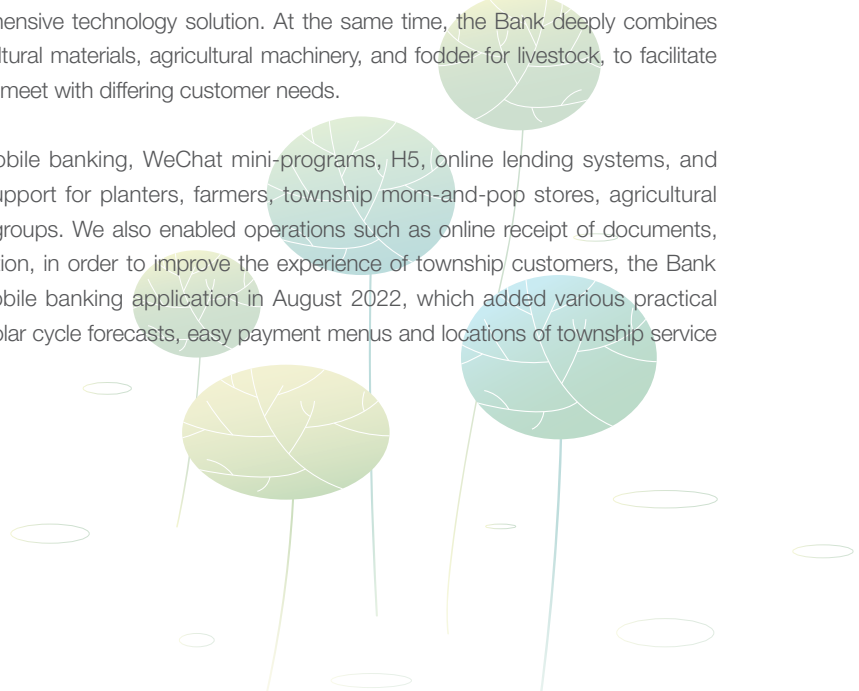 ensive technology solution. At the same time, the Bank deeply combines
tural materials, agricultural machinery, and fodder for livestock, to facilitate
meet with differing customer needs.
obile banking, WeChat mini-programs, H5, online lending systems, and
upport for planters, farmers, township mom-and-pop stores, agricultural
groups. We also enabled operations such as online receipt of documents,
tion, in order to improve the experience of township customers, the Bank
obile banking application in August 2022, which added various practical
olar cycle forecasts, easy payment menus and locations of township service